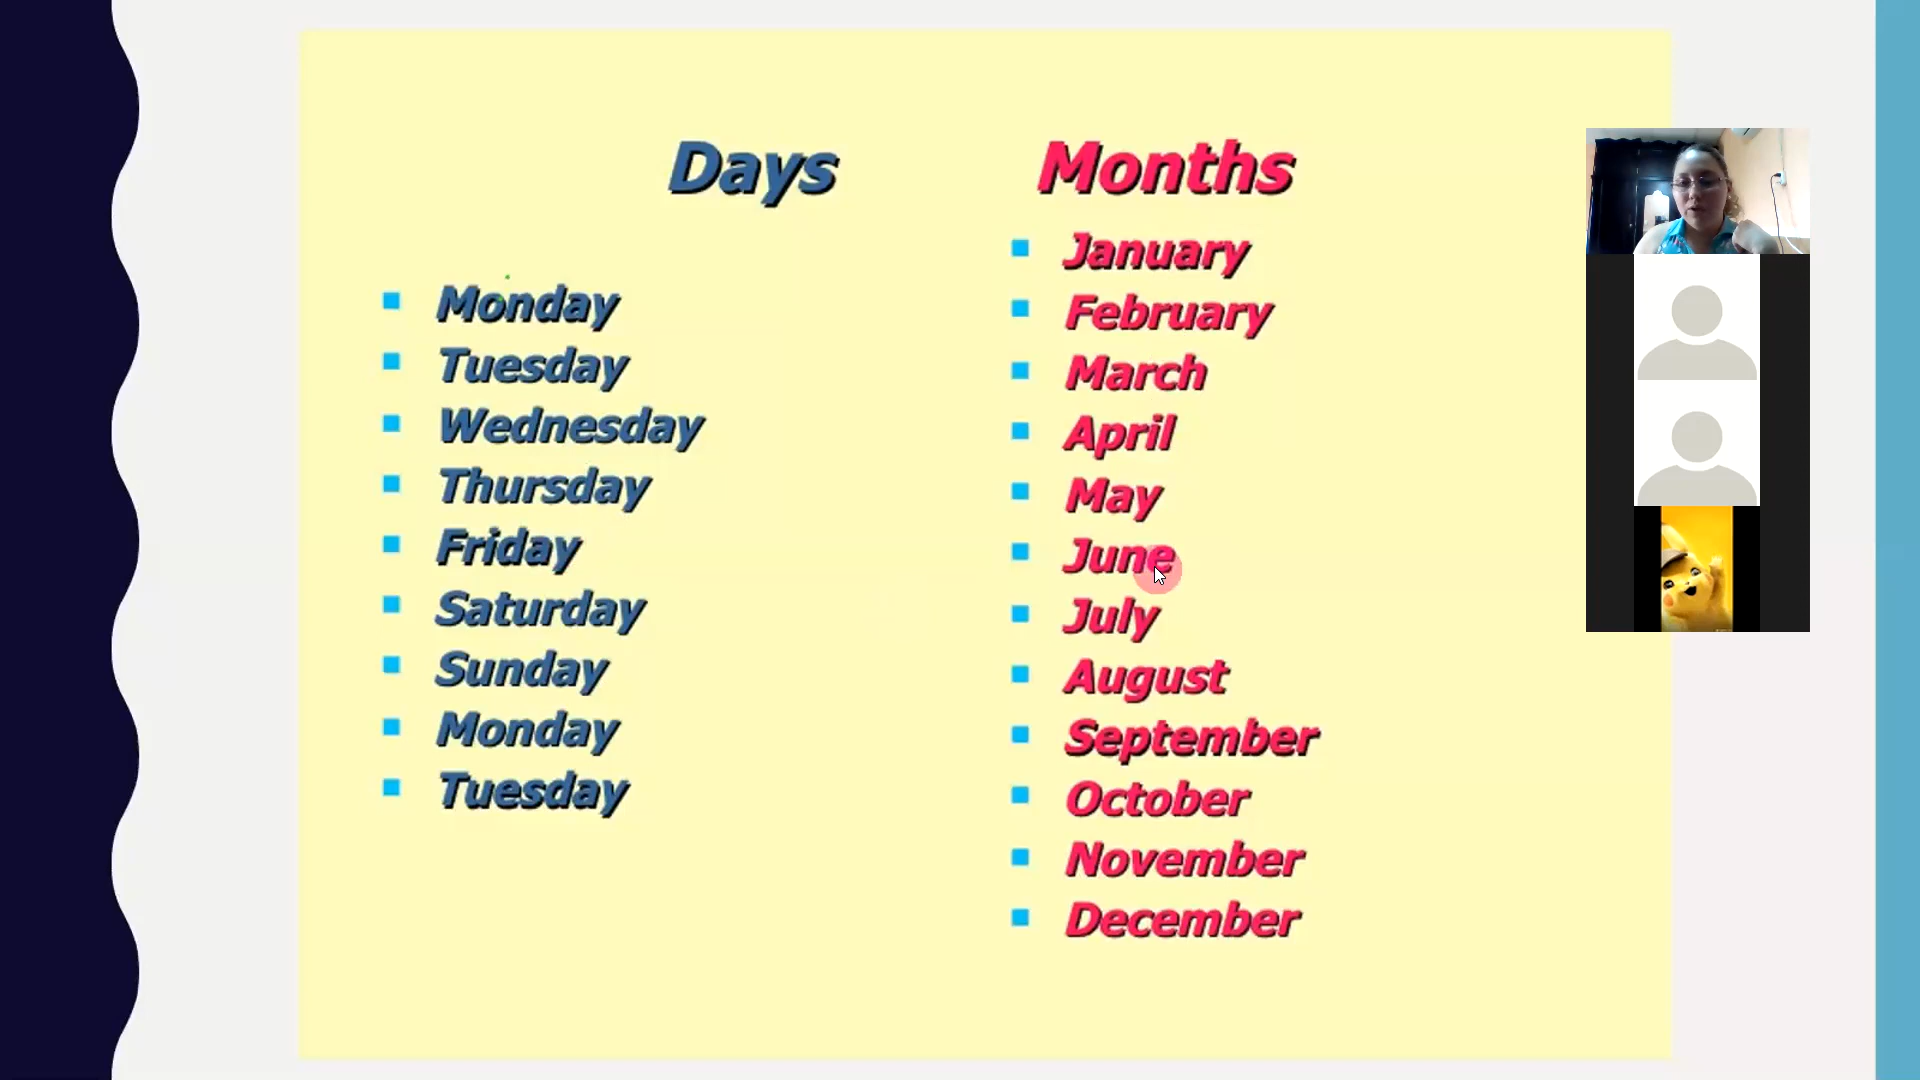 Days
Monday
Tuesday
Wednesday
Thursday
Friday
Saturday
Sunday
Monday
Tuesday
Months
January
February
March
April
May
June
July
August
September
October
November
December